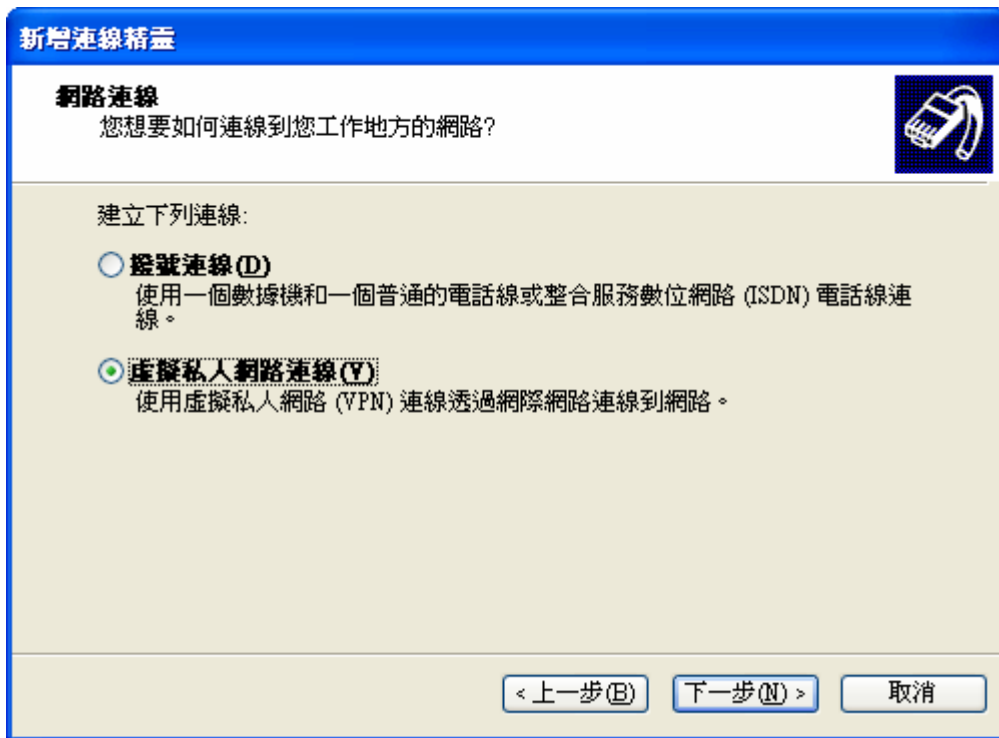 新增連線精靈
網路連線
您想要如何連線到您工作地方的網路?
建立下列連線:
撥號連線(D)
使用一個數據機和一個普通的電話線或整合服務數位網路 (ISDN) 電話線連
線。
虛擬私人網路連線(V)
使用虛擬私人網路 (VPN) 連線透過網際網路連線到網路。
< 上一步(B)
下一步(N) >
取消